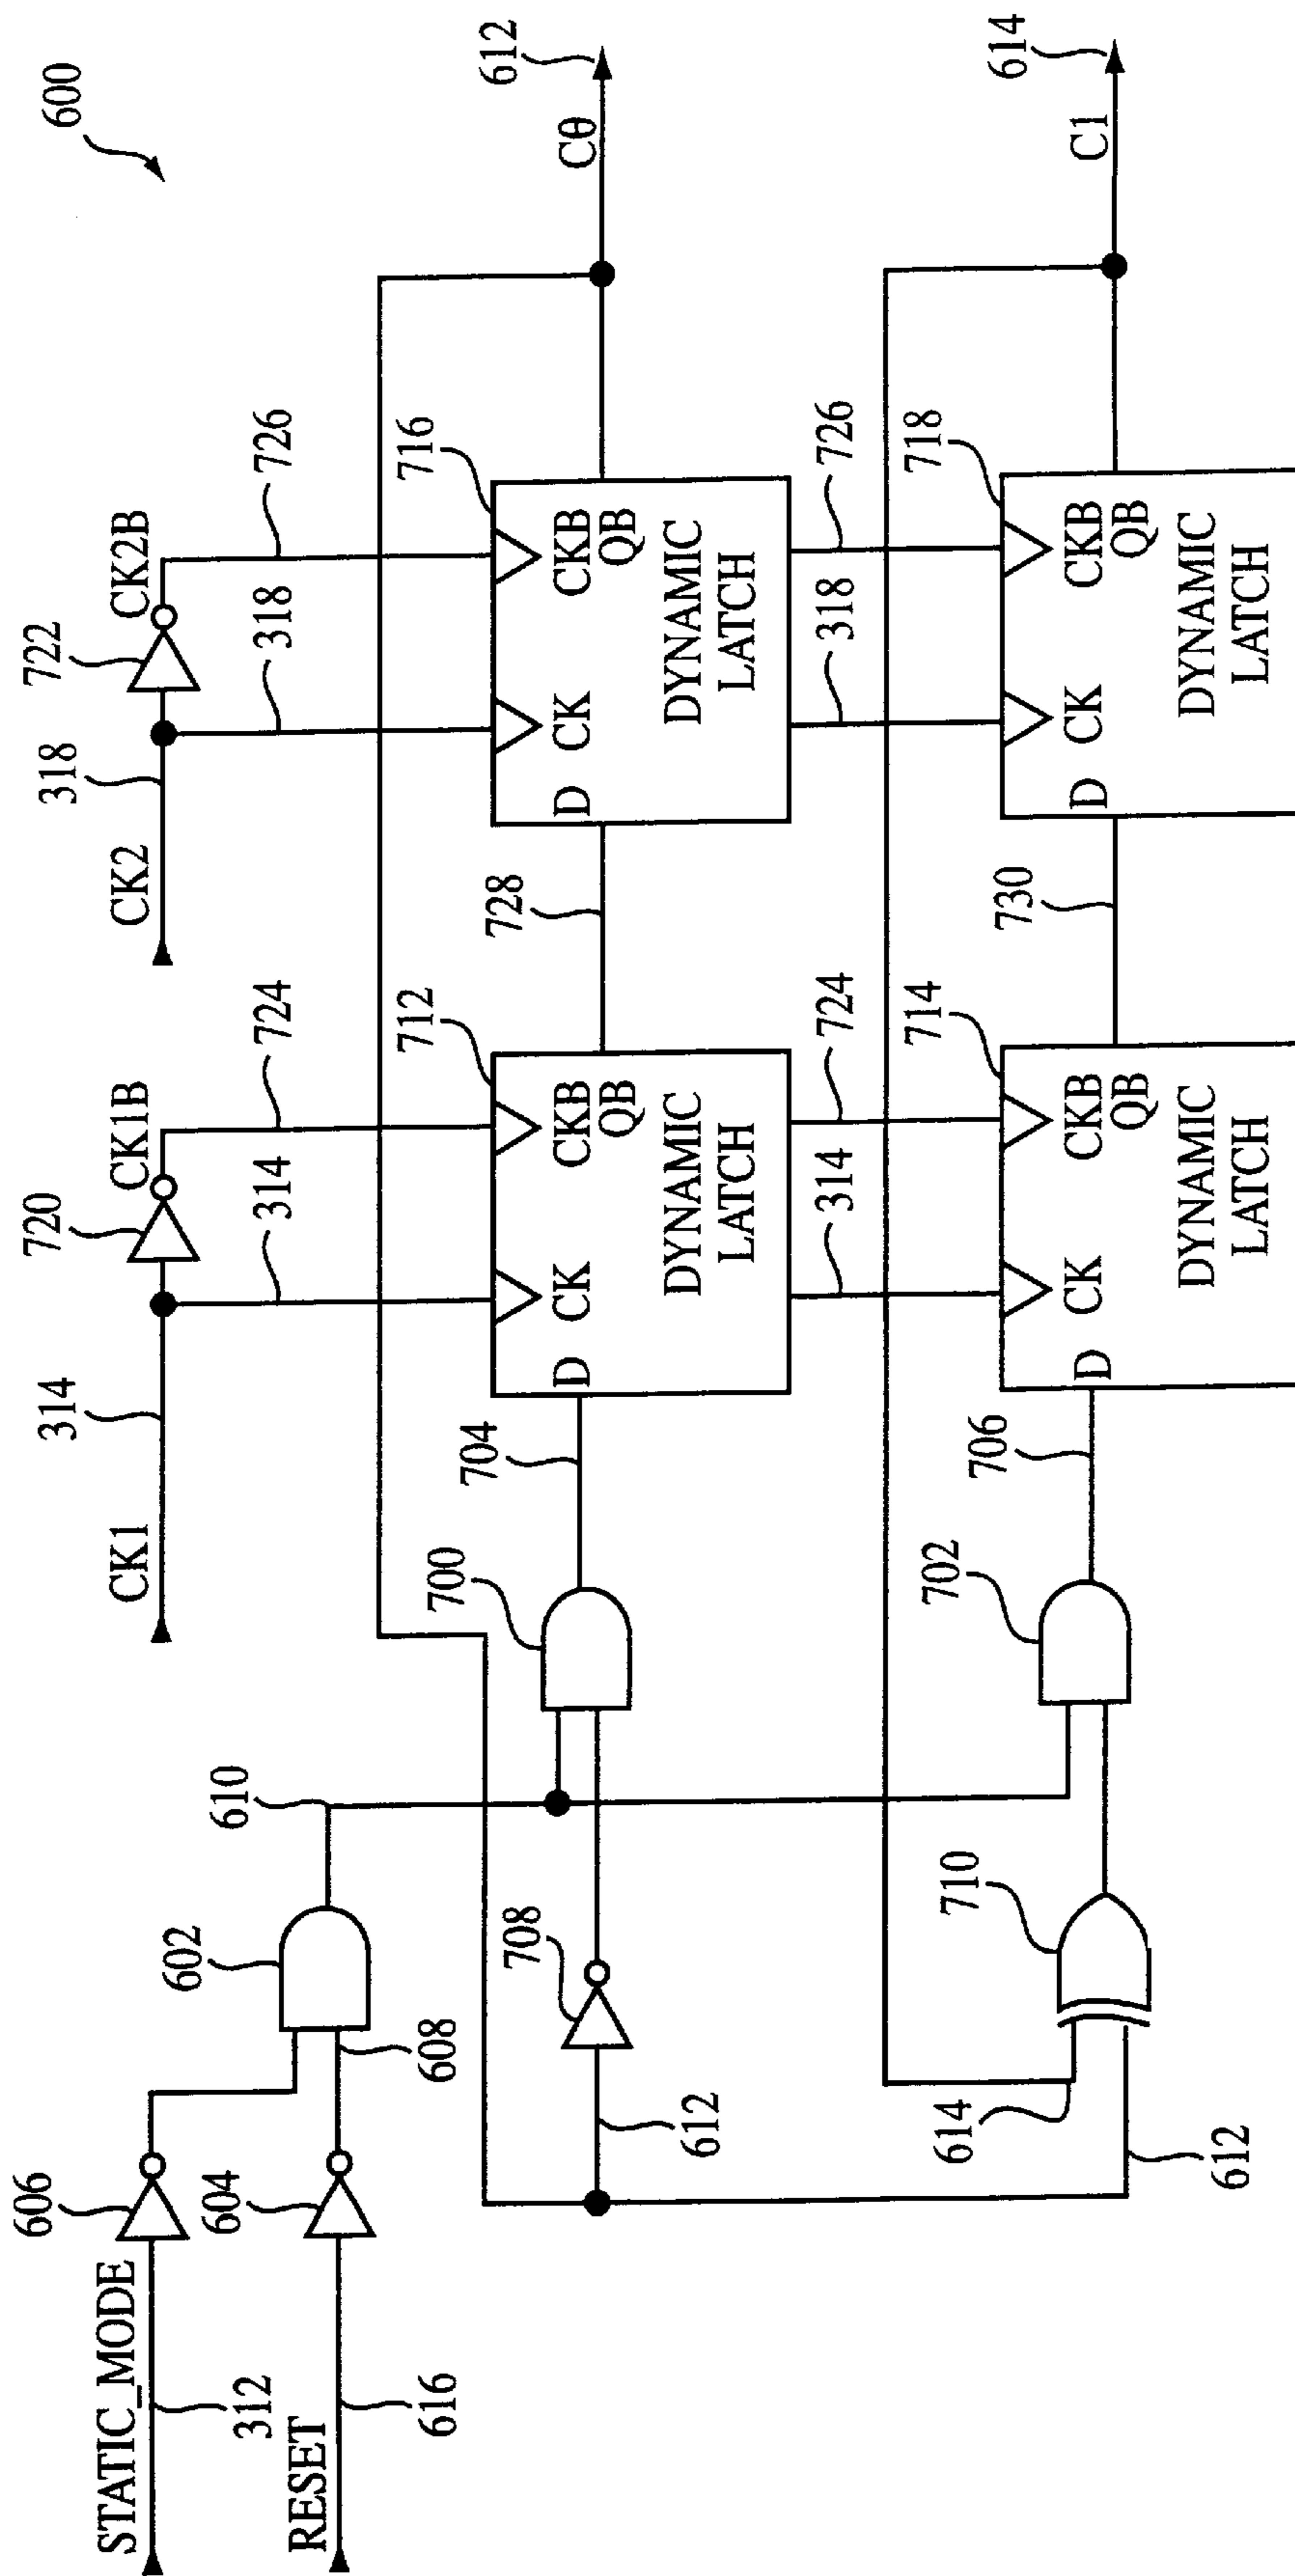 600
STATIC_MODE
312
606
RESET
616
604
608
602
610
CK1
314
314
720
CK1B
724
CK2
318
318
722
CK2B
726
612
708
700
704
D
CK
CKB
QB
DYNAMIC
LATCH
712
728
D
CK
CKB
QB
DYNAMIC
LATCH
716
Cθ
612
314
724
318
726
612
614
710
702
706
D
CK
CKB
QB
DYNAMIC
LATCH
714
730
D
CK
CKB
QB
DYNAMIC
LATCH
718
C1
614